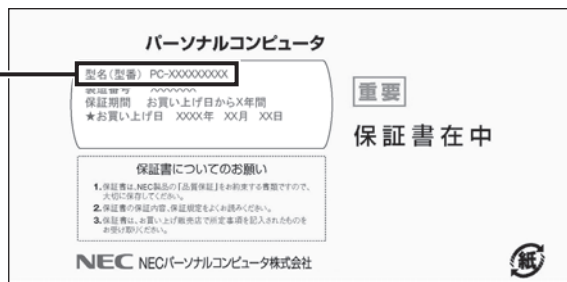 パーソナルコンピュータ
型名(型番) PC-XXXXXXXXX
製造番号 XXXXXXX
保証期間 お買い上げ日からX年間
★お買い上げ日 XXXX年 XX月 XX日
重要
保証書在中
保証書についてのお願い
1.保証書は、NEC製品の「品質保証」をお約束する書類ですので、
大切に保存してください。
2.保証書の保証内容、保証規定をよくお読みください。
3.保証書は、お買い上げ販売店で所定事項を記入されたものを
お受け取りください。
NEC NECパーソナルコンピュータ株式会社
紙